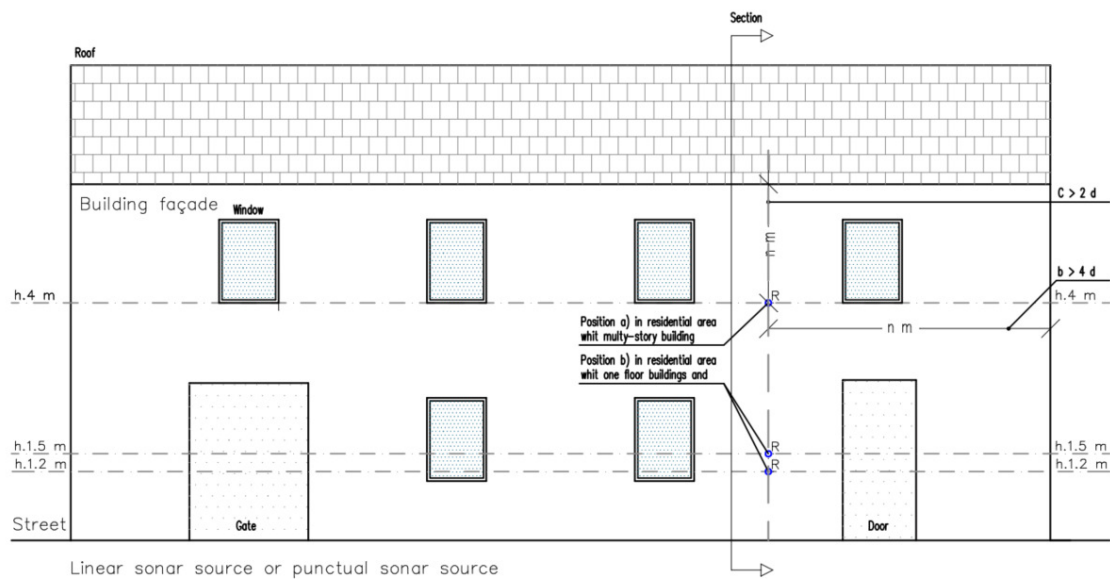 Section
Roof
C > 2 d
Building façade
Window
n m
b > 4 d
h.4 m
R
h.4 m
Position a) in residential area
whit multy-story building
n m
Position b) in residential area
whit one floor buildings and
h.1.5 m
R
h.1.5 m
h.1.2 m
R
h.1.2 m
Street
Gate
Door
Linear sonar source or punctual sonar source